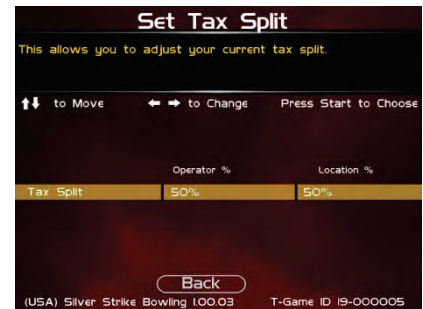 Set Tax Split
This allows you to adjust your current tax split.
⬆⬇ to Move ⬅ ➡ to Change Press Start to Choose
Operator % Location %
Tax Split 50% 50%
Back
(USA) Silver Strike Bowling 1.00.03 T-Game ID 19-000005